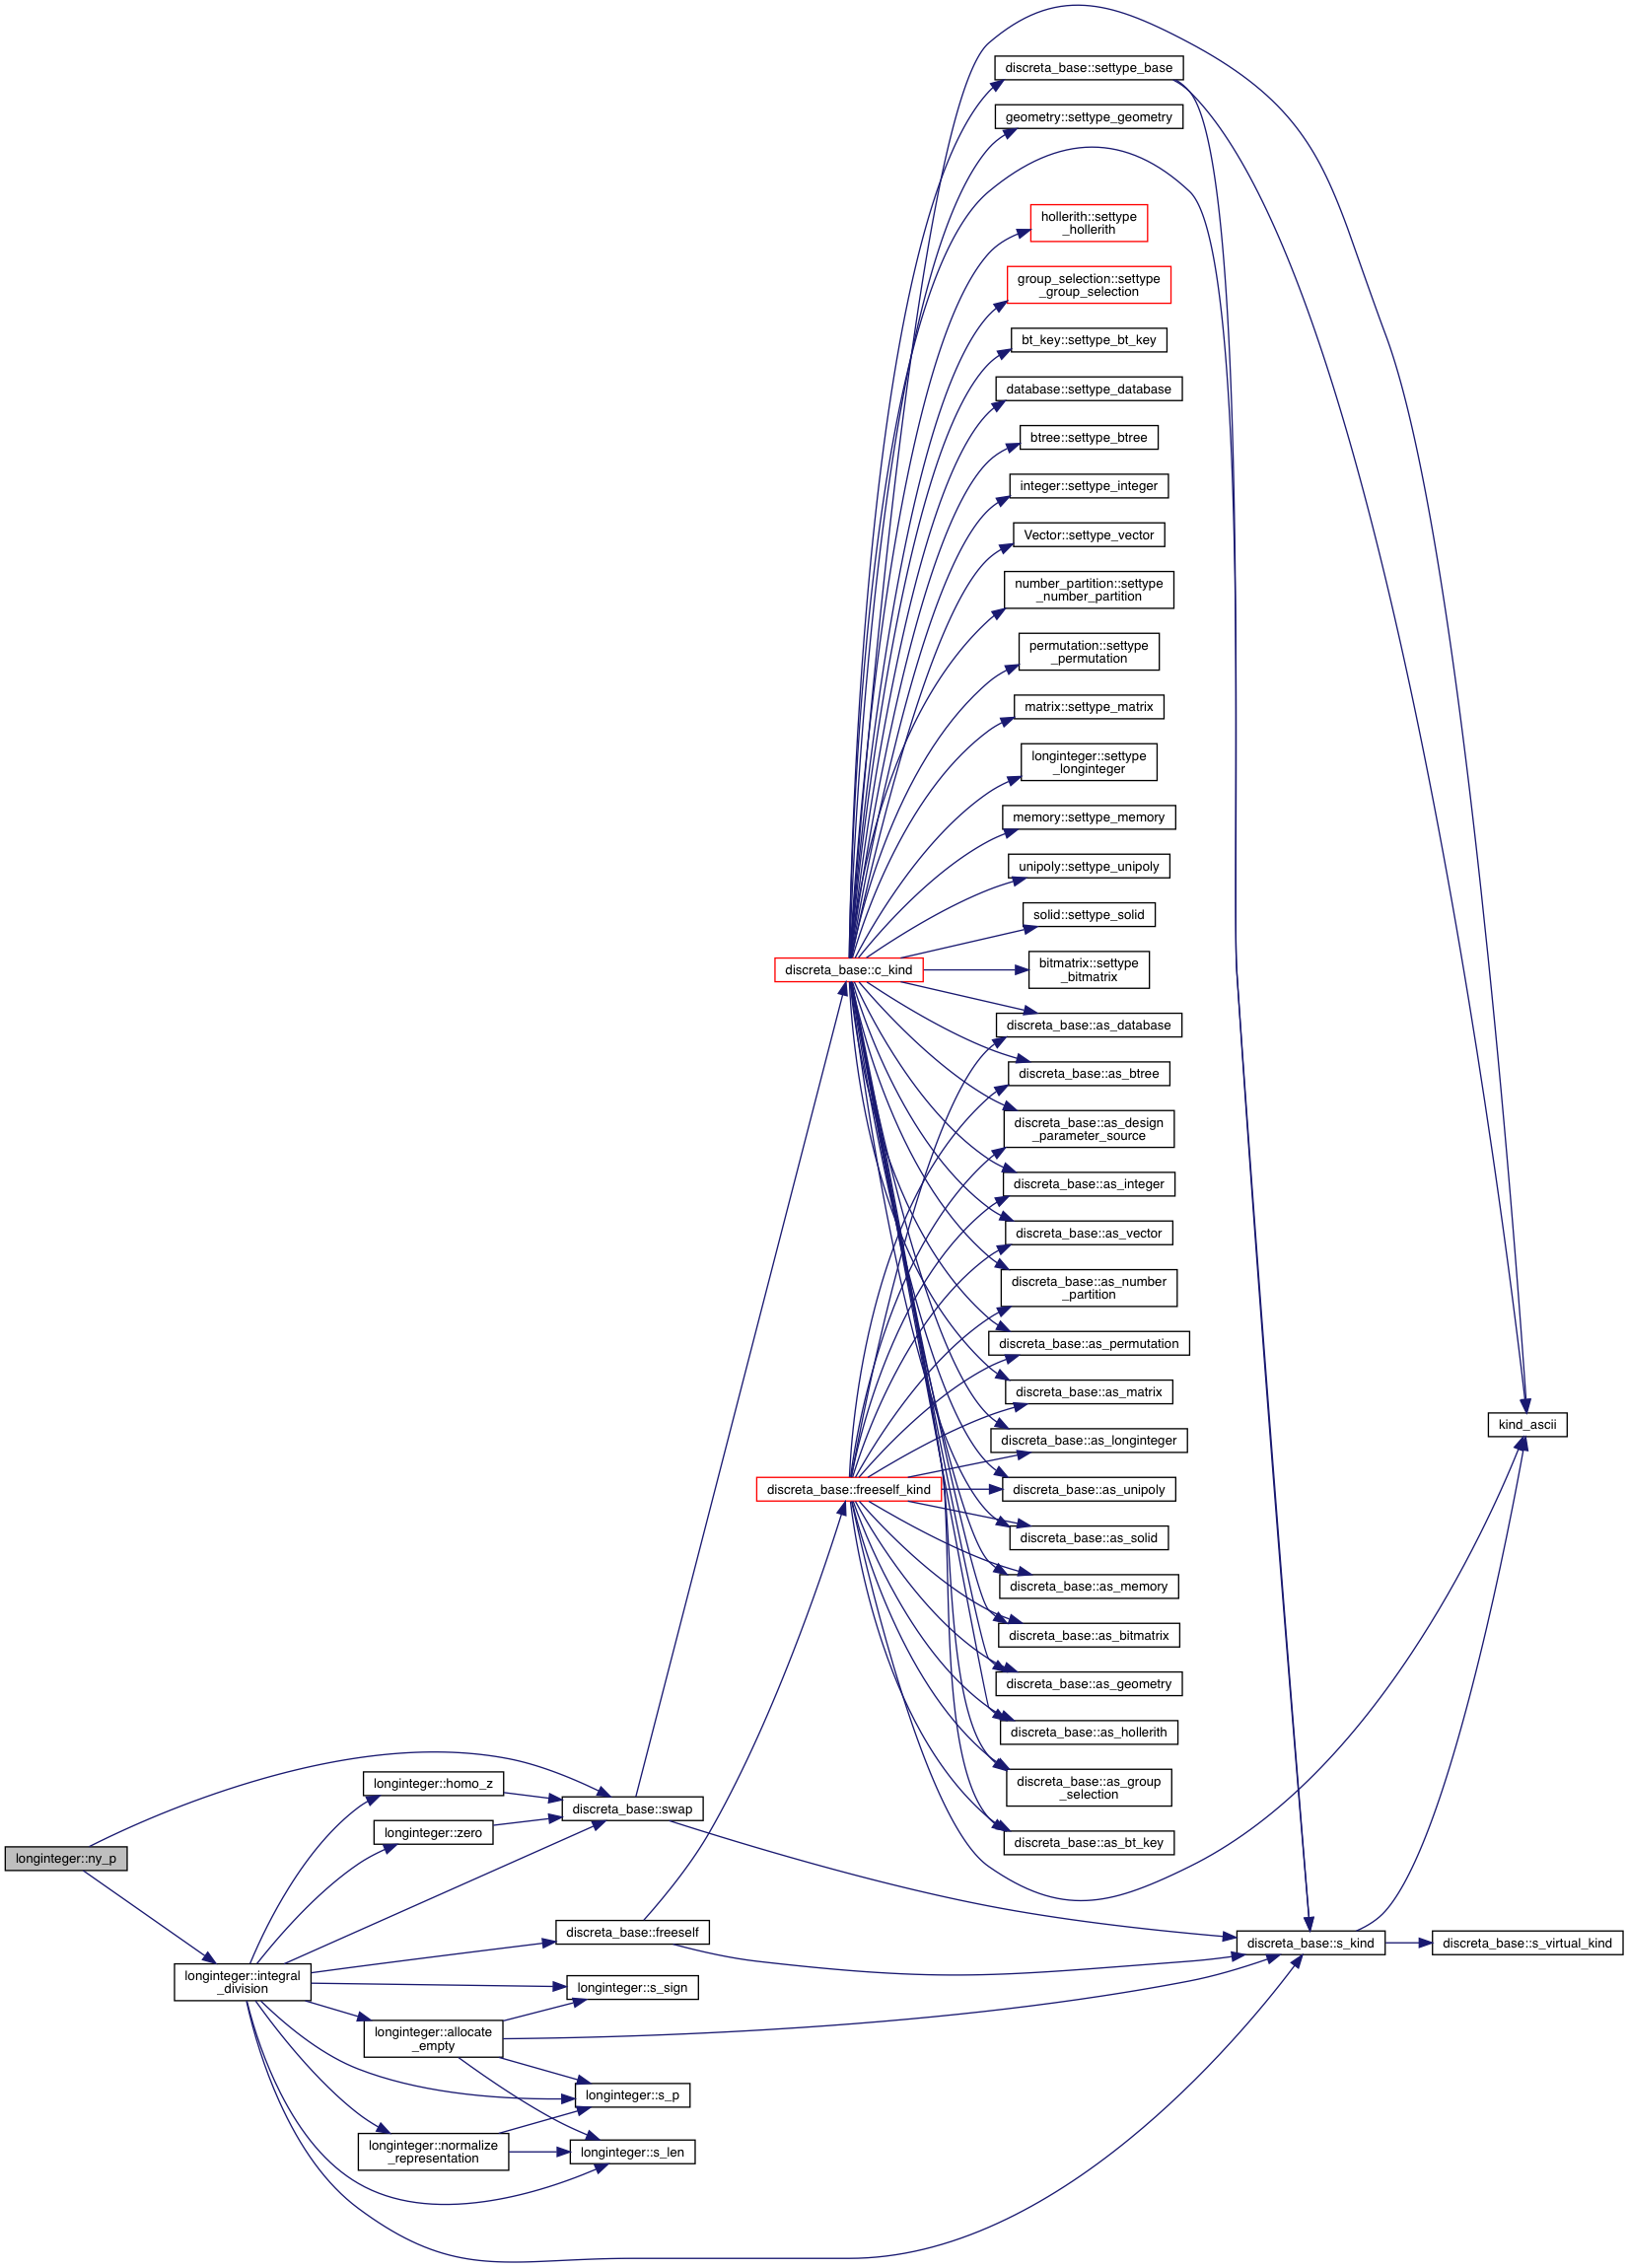 discreta_base::settype_base
geometry::settype_geometry
hollerith::settype
_hollerith
group_selection::settype
_group_selection
bt_key::settype_bt_key
database::settype_database
btree::settype_btree
integer::settype_integer
Vector::settype_vector
number_partition::settype
_number_partition
permutation::settype
_permutation
matrix::settype_matrix
longinteger::settype
_longinteger
memory::settype_memory
unipoly::settype_unipoly
solid::settype_solid
discreta_base::c_kind
bitmatrix::settype
_bitmatrix
discreta_base::as_database
discreta_base::as_btree
discreta_base::as_design
_parameter_source
discreta_base::as_integer
discreta_base::as_vector
discreta_base::as_number
_partition
discreta_base::as_permutation
discreta_base::as_matrix
kind_ascii
discreta_base::as_longinteger
discreta_base::freeself_kind
discreta_base::as_unipoly
discreta_base::as_solid
discreta_base::as_memory
discreta_base::as_bitmatrix
discreta_base::as_geometry
discreta_base::as_hollerith
discreta_base::as_group
_selection
longinteger::homo_z
discreta_base::swap
longinteger::zero
discreta_base::as_bt_key
longinteger::ny_p
discreta_base::freeself
discreta_base::s_kind
discreta_base::s_virtual_kind
longinteger::integral
_division
longinteger::s_sign
longinteger::allocate
_empty
longinteger::s_p
longinteger::normalize
_representation
longinteger::s_len